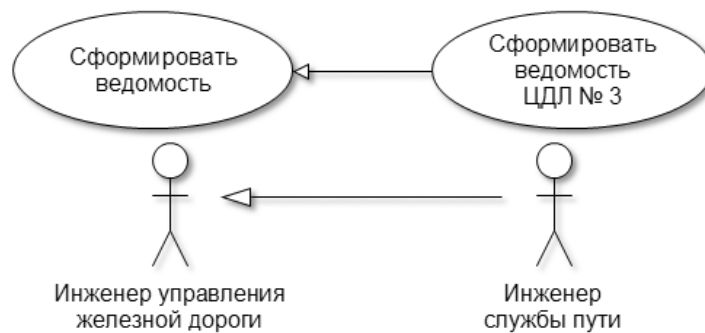 Сформировать
ведомость
Сформировать
ведомость
ЦДЛ № 3
Инженер управления
железной дороги
Инженер
службы пути